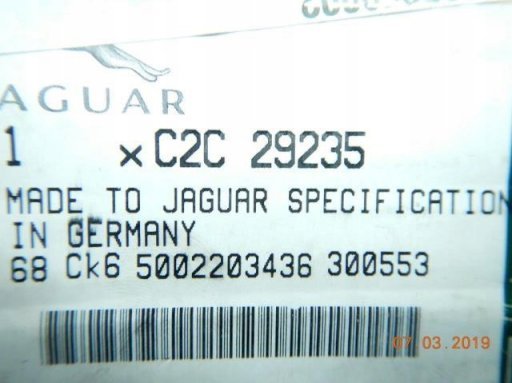 AGUAR
1 x C2C 29235
MADE TO JAGUAR SPECIFICATION
IN GERMANY
68 Ck6 5002203436 300553
07 03 2019